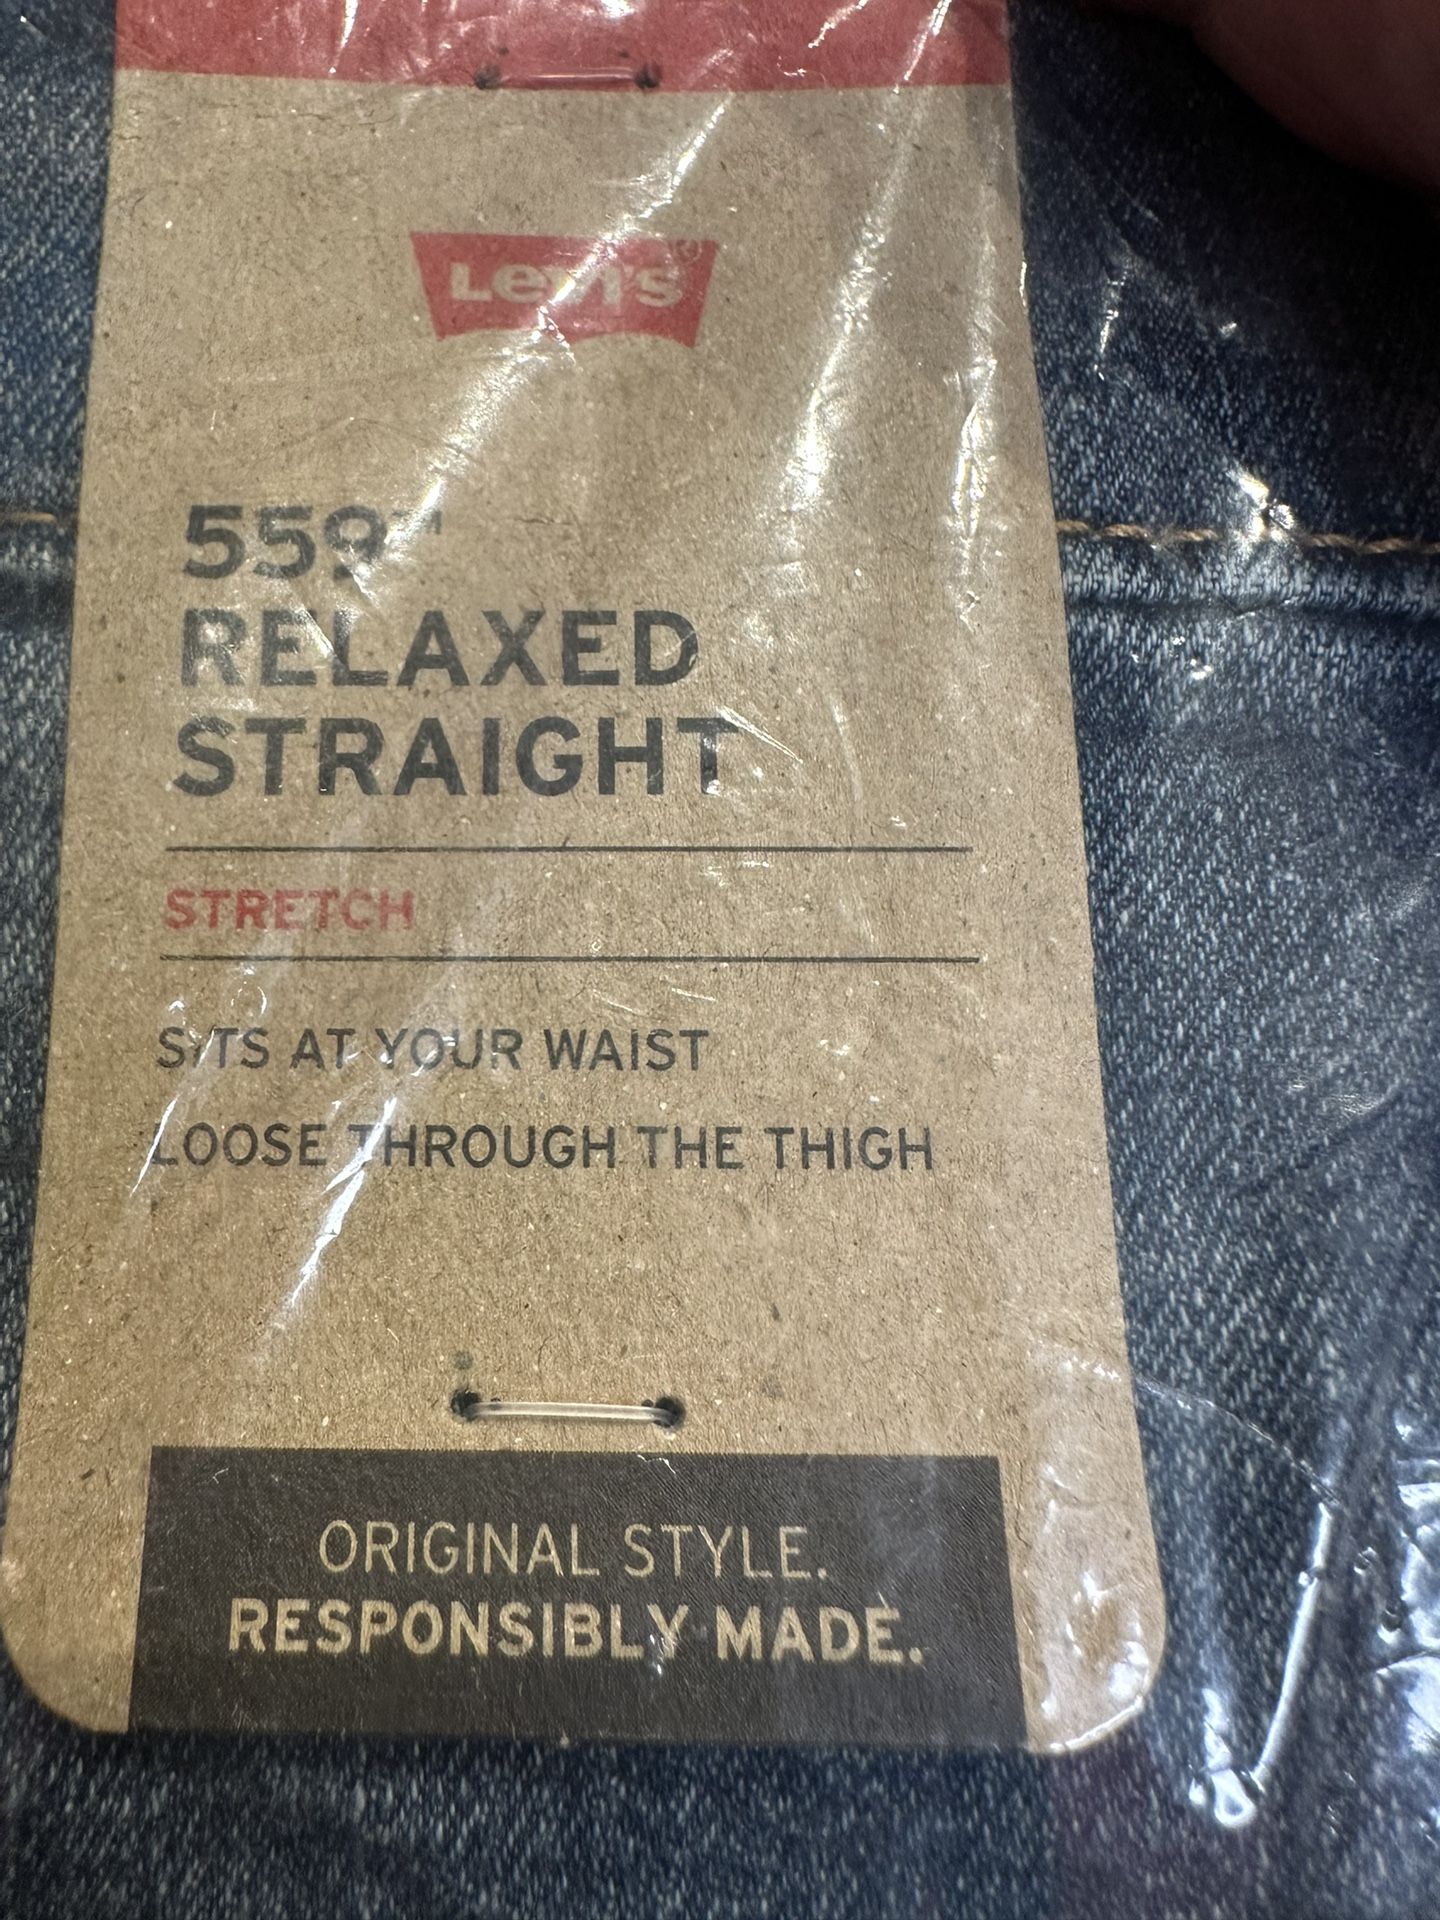 Levi's®
559™
RELAXED
STRAIGHT
STRETCH
SITS AT YOUR WAIST
LOOSE THROUGH THE THIGH
ORIGINAL STYLE.
RESPONSIBLY MADE.